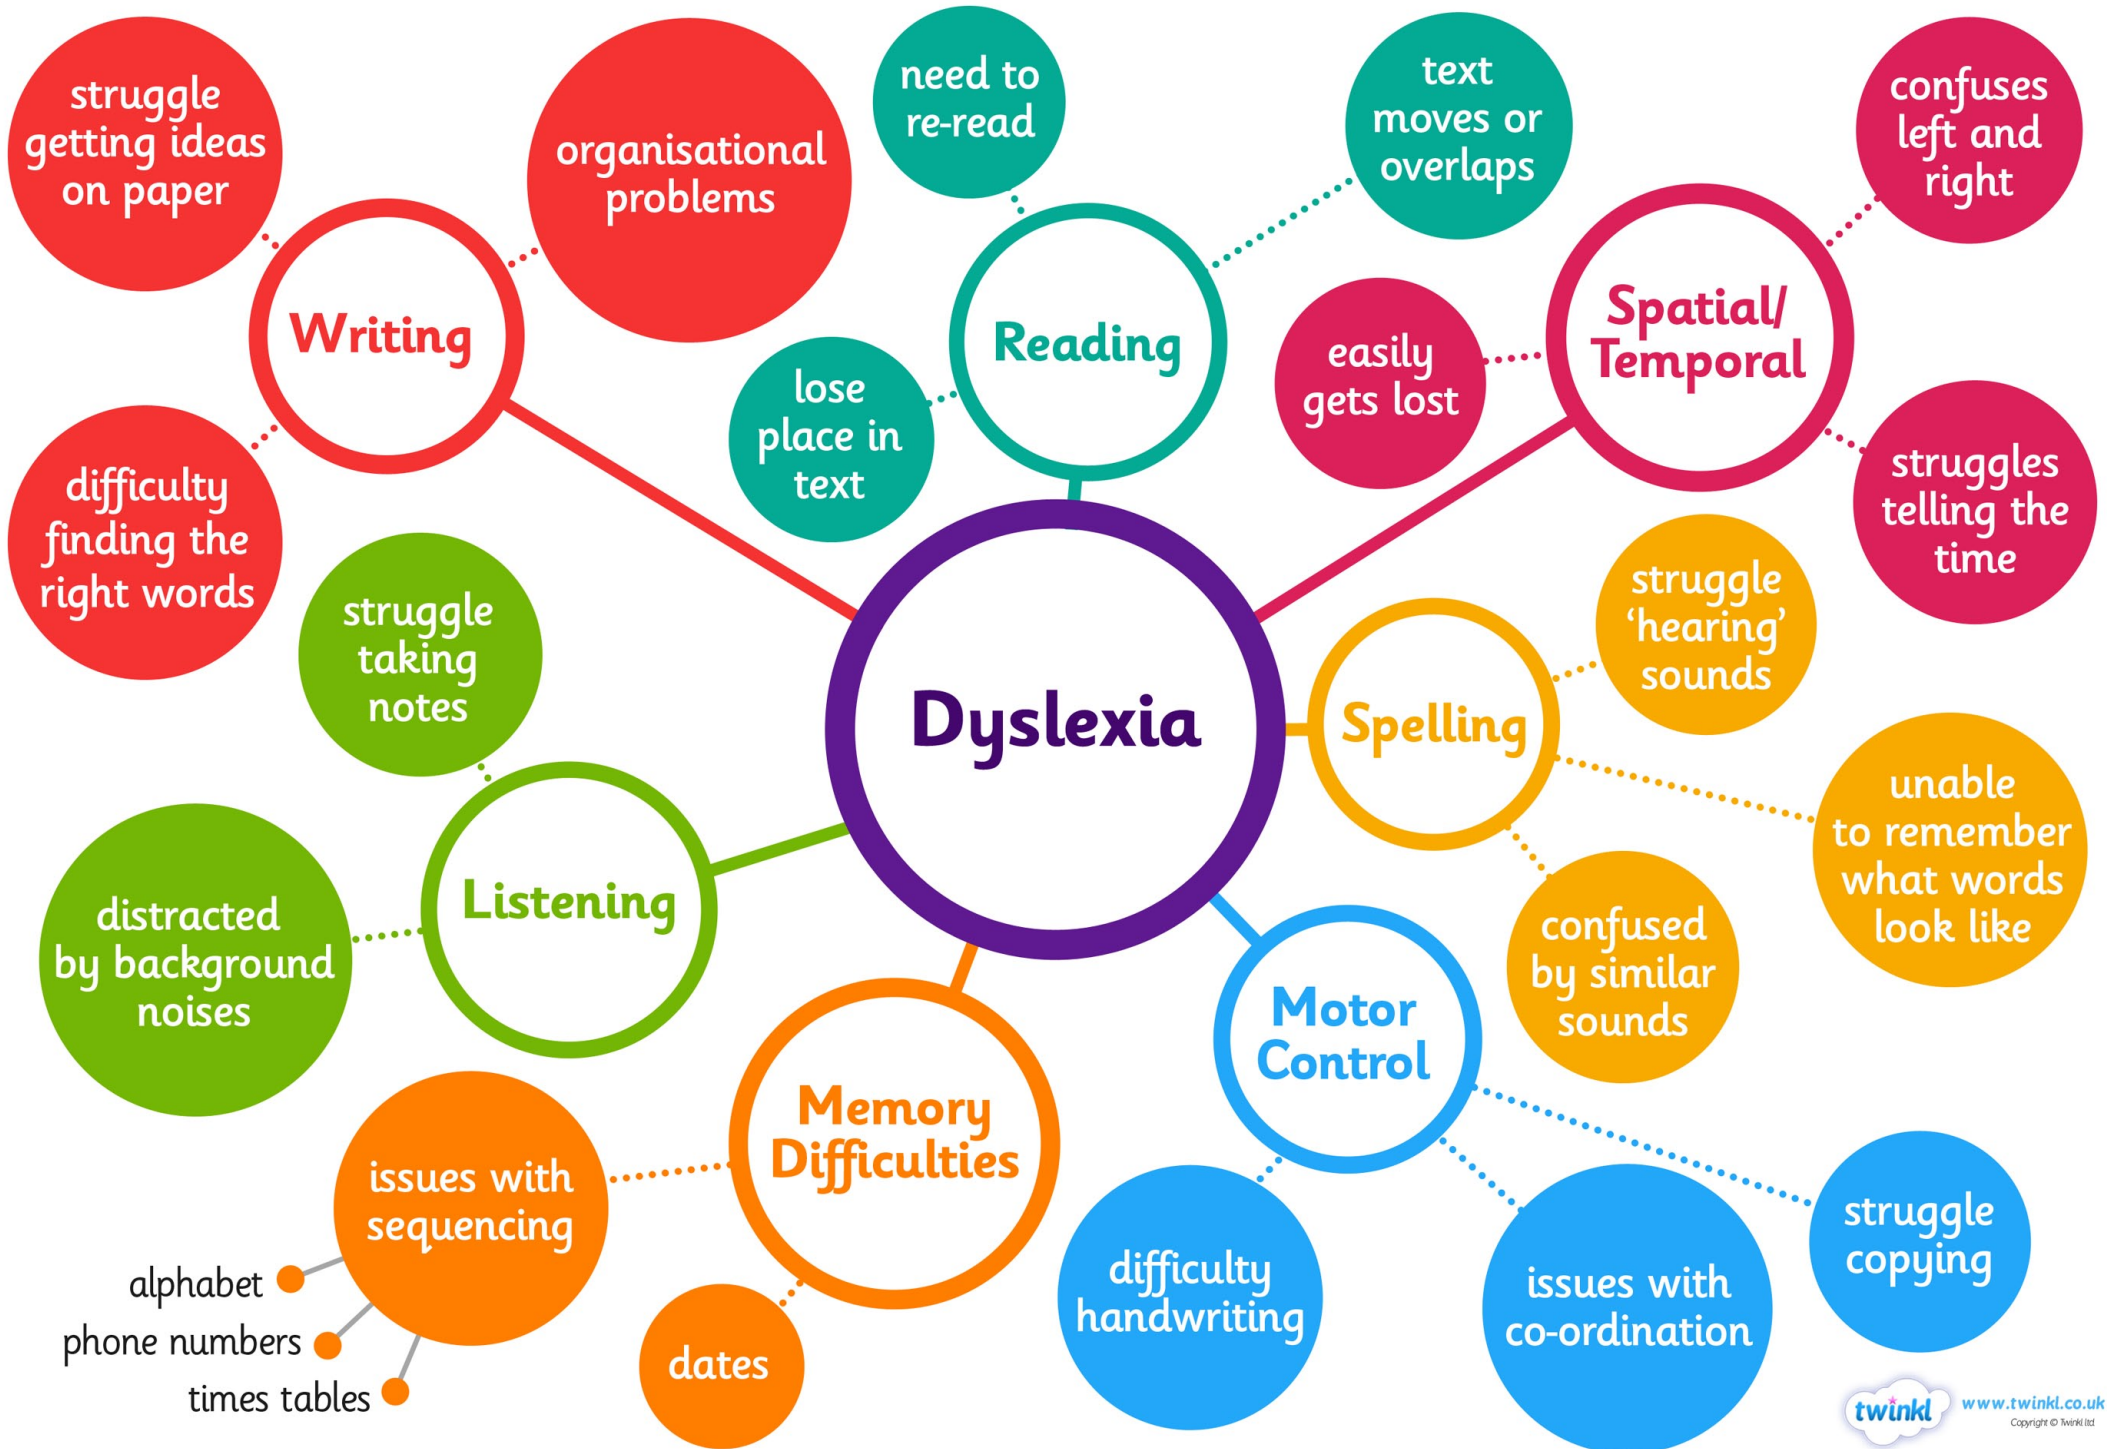 Dyslexia
Writing
struggle
getting ideas
on paper
organisational
problems
difficulty
finding the
right words
Reading
need to
re-read
text
moves or
overlaps
lose
place in
text
Spatial/
Temporal
confuses
left and
right
easily
gets lost
struggles
telling the
time
Spelling
struggle
‘hearing’
sounds
unable
to remember
what words
look like
confused
by similar
sounds
Motor
Control
difficulty
handwriting
issues with
co-ordination
struggle
copying
Memory
Difficulties
issues with
sequencing
alphabet
phone numbers
times tables
dates
Listening
struggle
taking
notes
distracted
by background
noises
twinkl
www.twinkl.co.uk
Copyright © Twinkl ltd